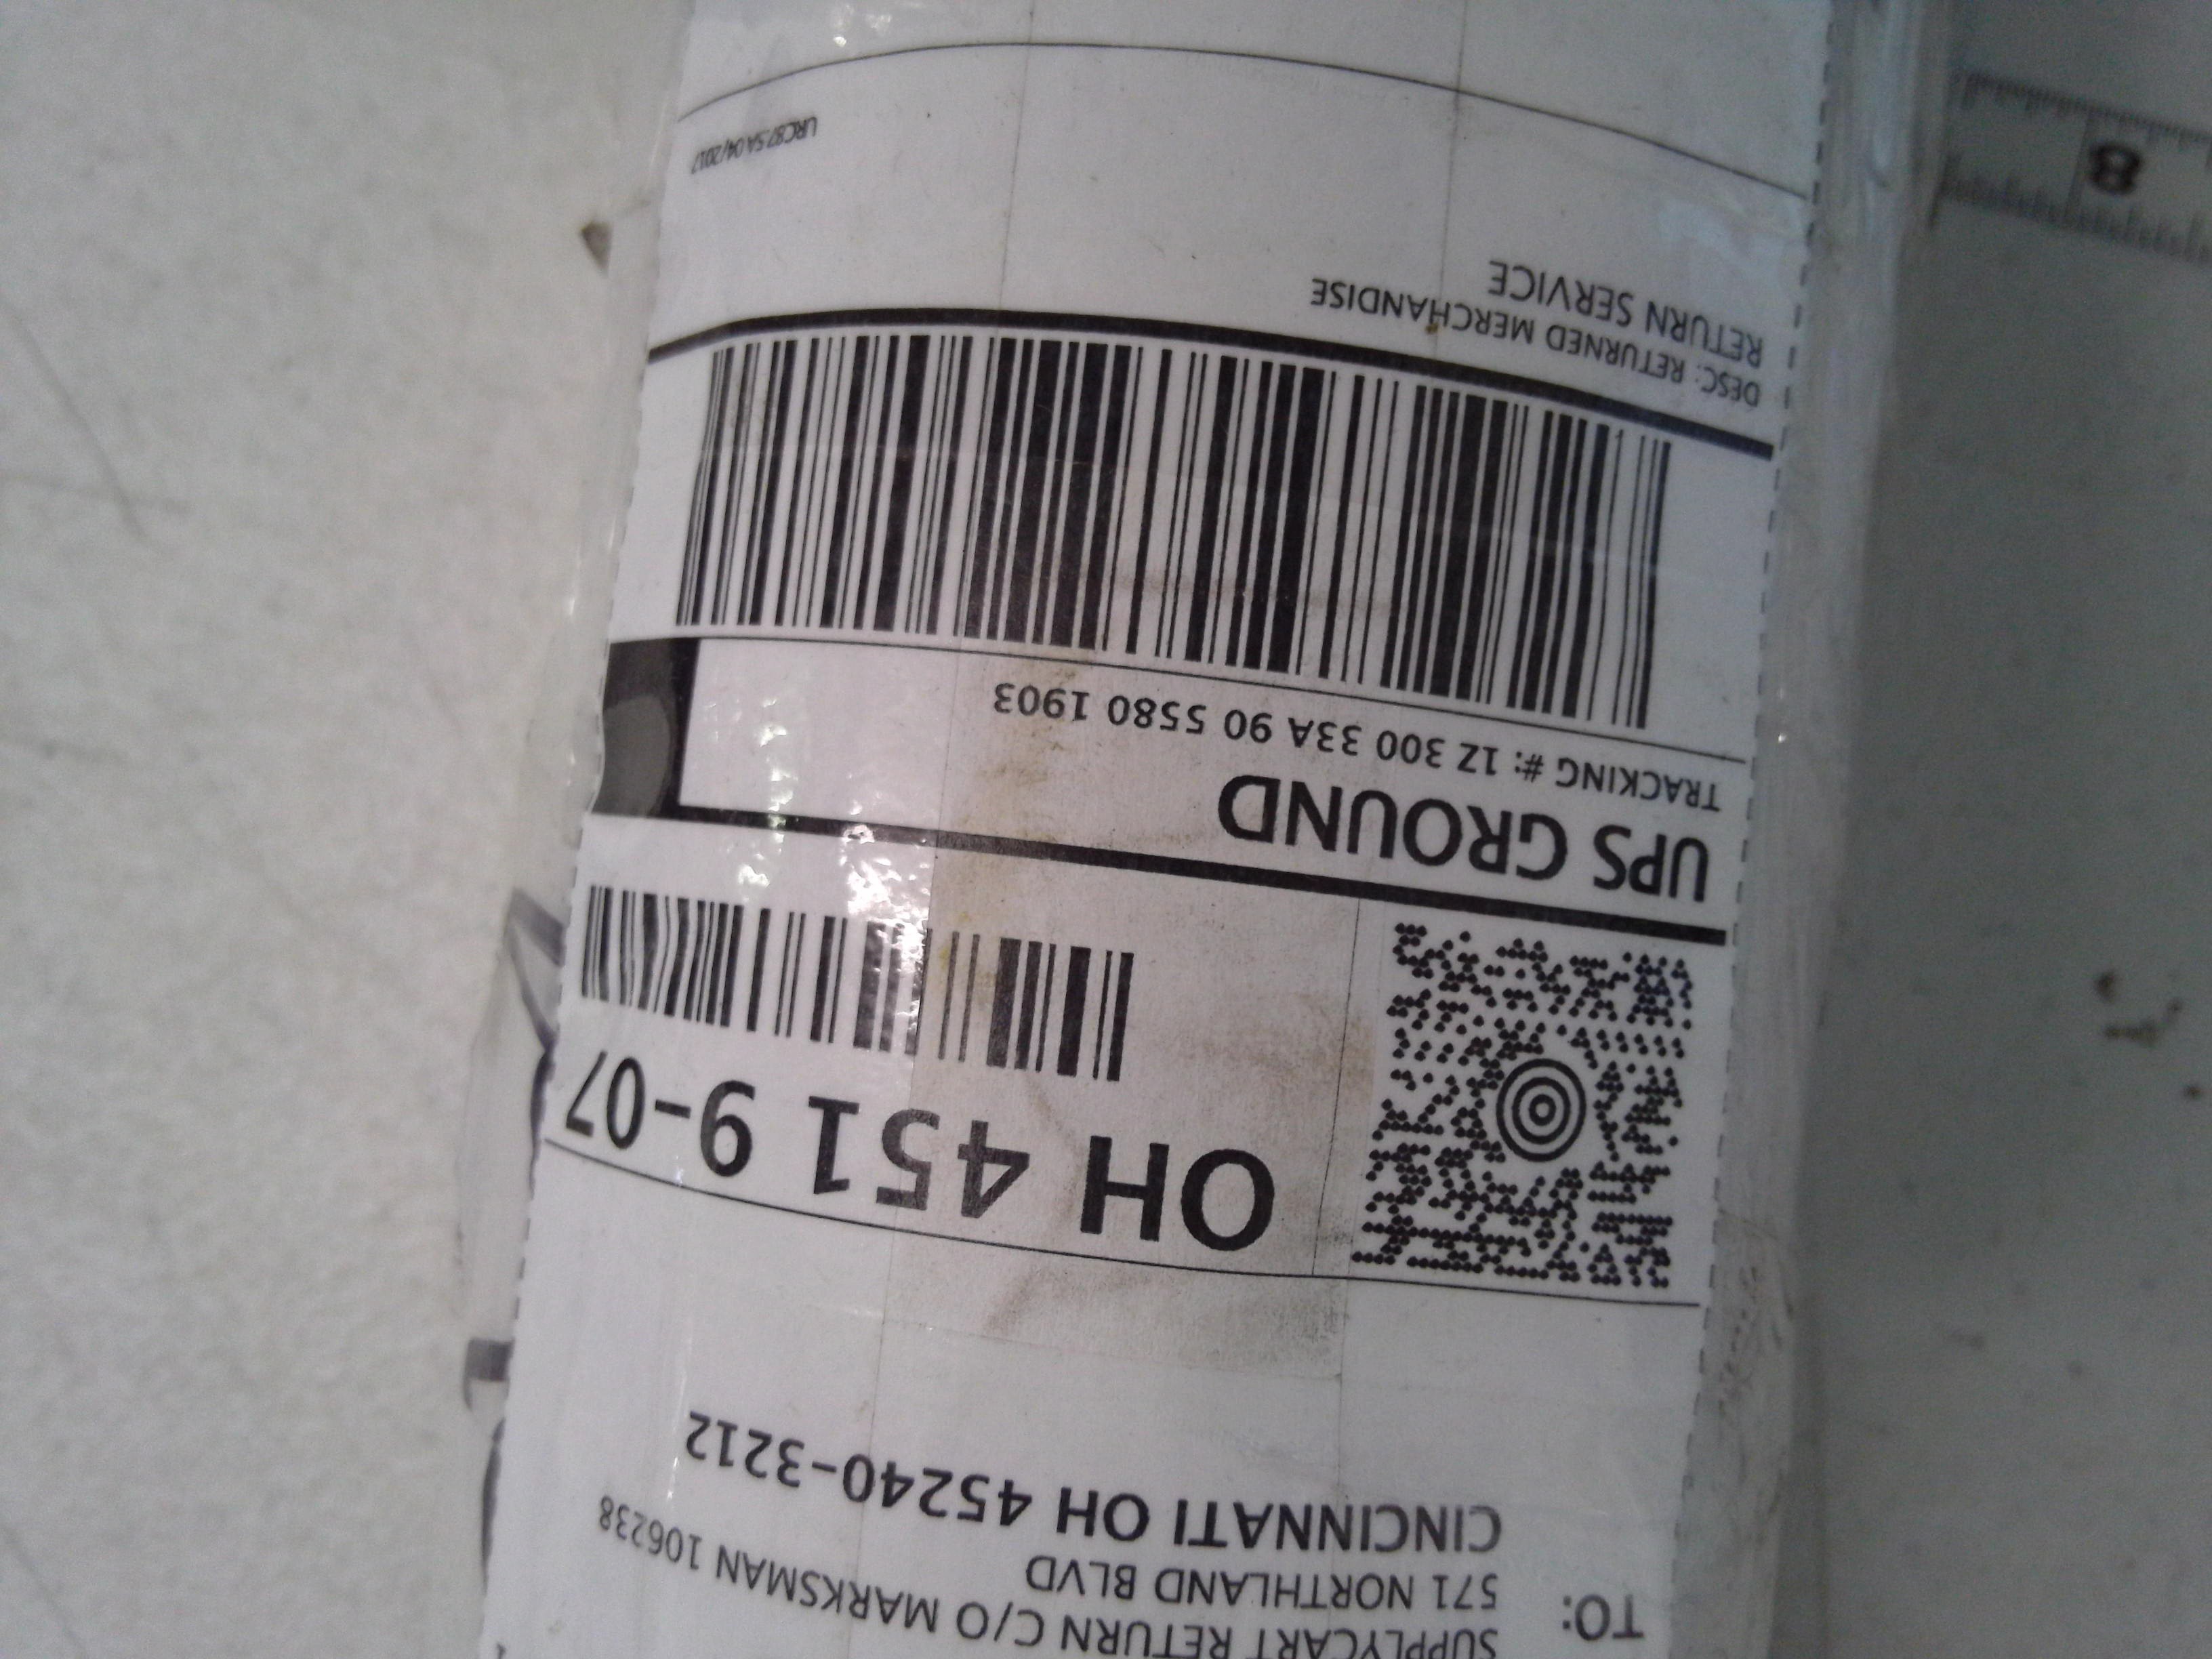 SUPPLYCART RETURN C/O MARKSMAN 106238
TO: 571 NORTHLAND BLVD
CINCINNATI OH 45240-3212
OH 451 9-07
UPS GROUND
TRACKING #: 1Z 300 33A 90 5580 1903
DESC: RETURNED MERCHANDISE
RETURN SERVICE
URC87.5A 04/2017
8